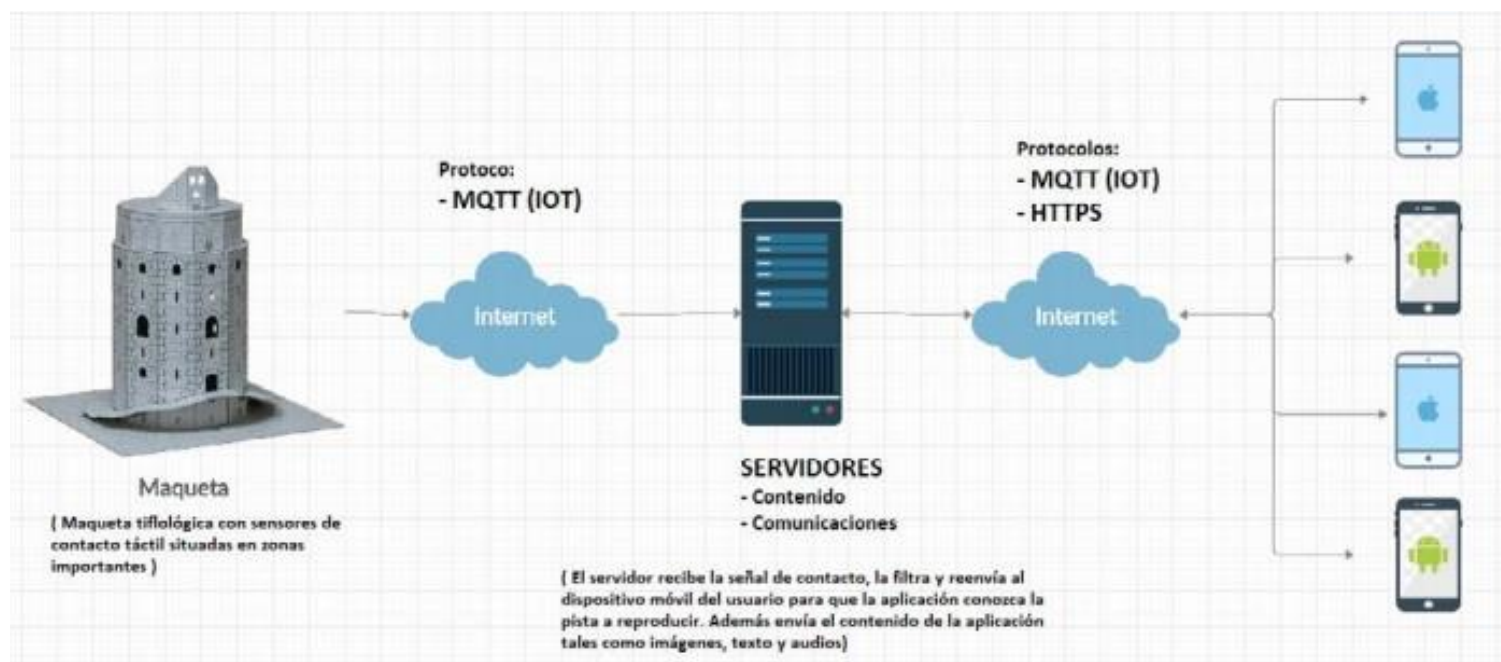 Protoco:
- MQTT (IOT)
Internet
Maqueta
( Maqueta tiflológica con sensores de
contacto táctil situadas en zonas
importantes )
SERVIDORES
- Contenido
- Comunicaciones
( El servidor recibe la señal de contacto, la filtra y reenvía al
dispositivo móvil del usuario para que la aplicación conozca la
pista a reproducir. Además envía el contenido de la aplicación
tales como imágenes, texto y audios)
Protocolos:
- MQTT (IOT)
- HTTPS
Internet